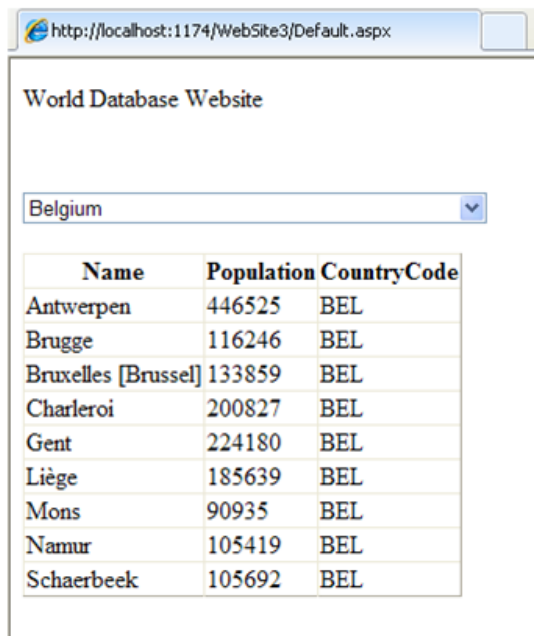 http://localhost:1174/WebSite3/Default.aspx
World Database Website
Belgium
Name Population CountryCode
Antwerpen 446525 BEL
Brugge 116246 BEL
Bruxelles [Brussel] 133859 BEL
Charleroi 200827 BEL
Gent 224180 BEL
Liège 185639 BEL
Mons 90935 BEL
Namur 105419 BEL
Schaerbeek 105692 BEL